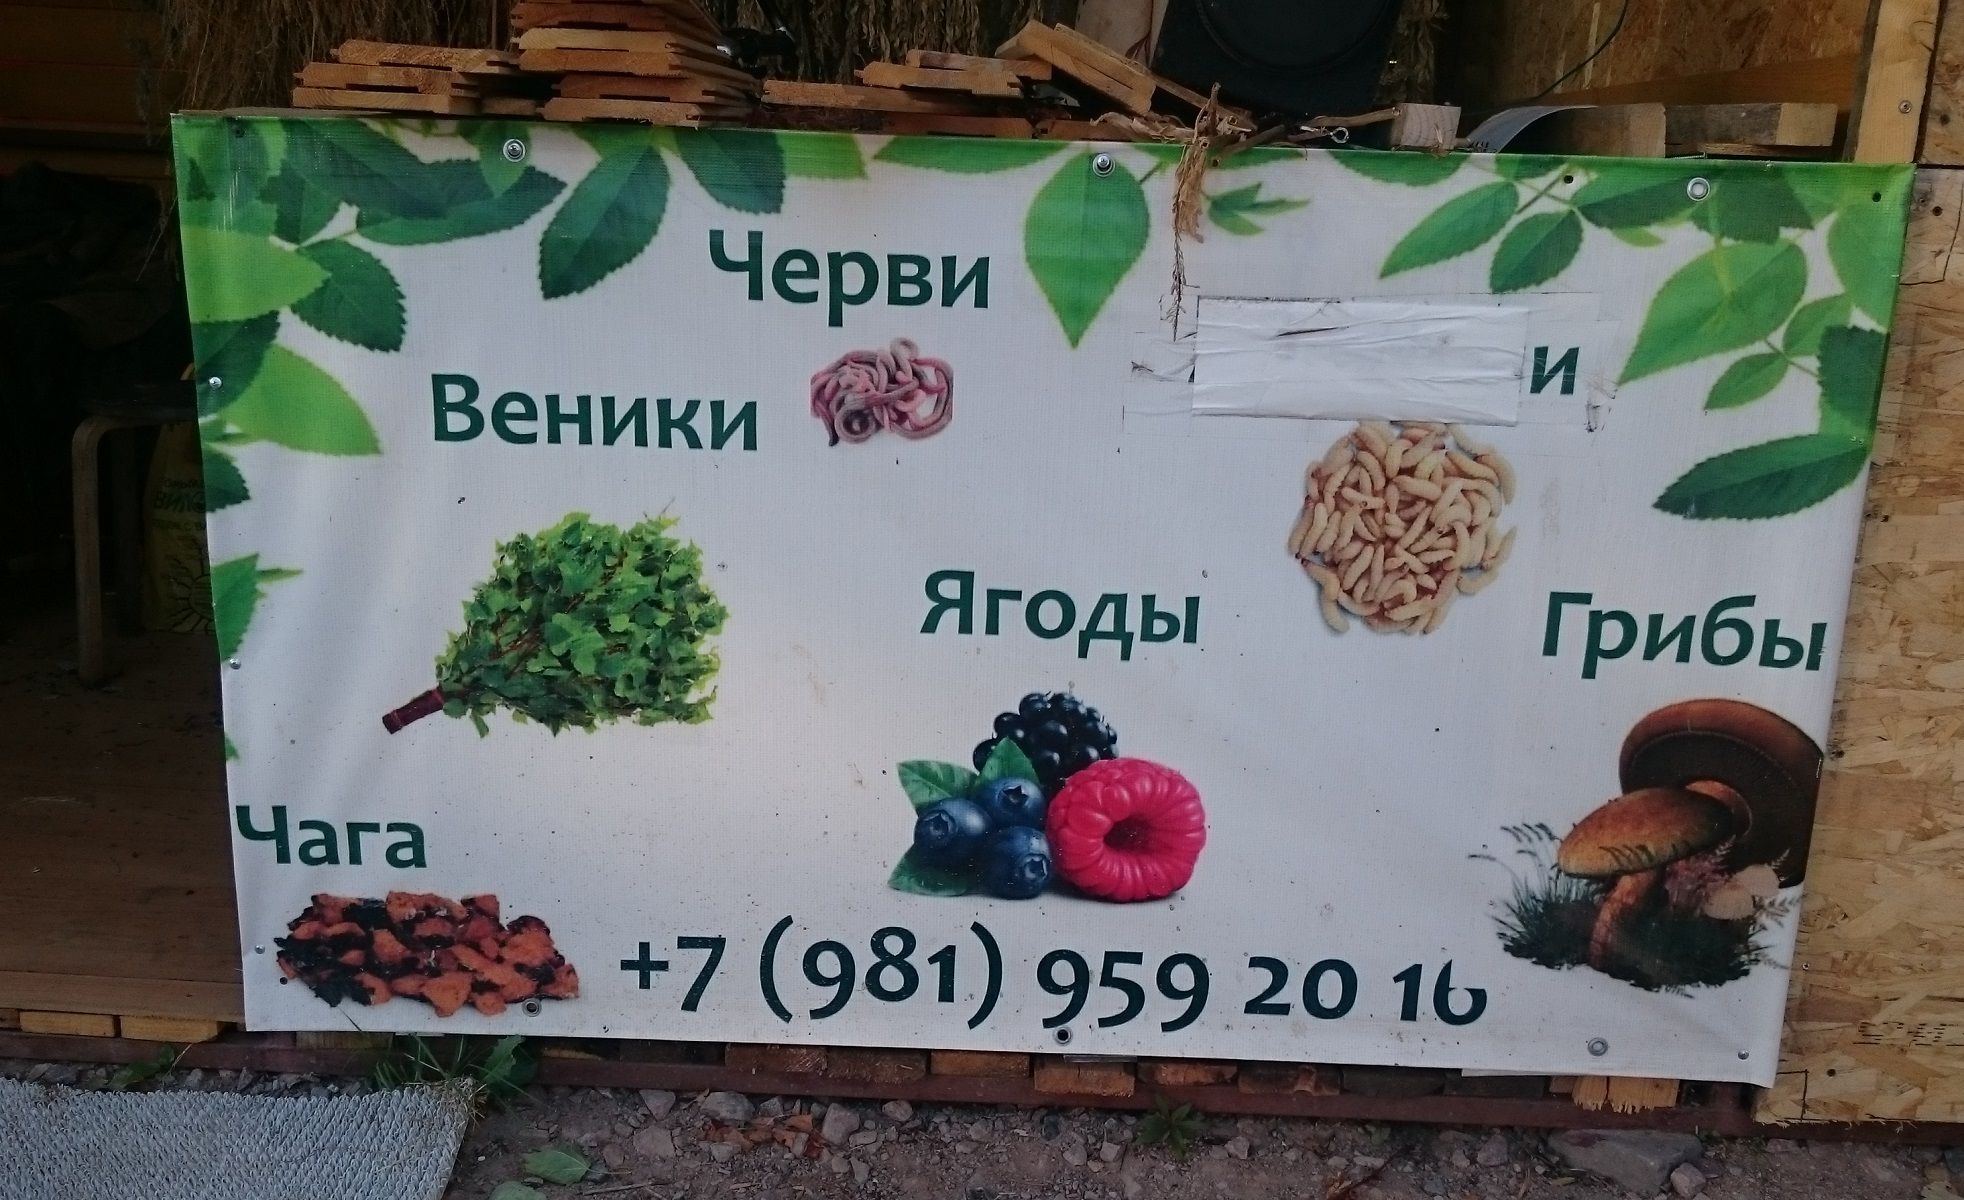 Черви
и
Веники
Ягоды
Грибы
Чага
+7 (981) 959 20 16